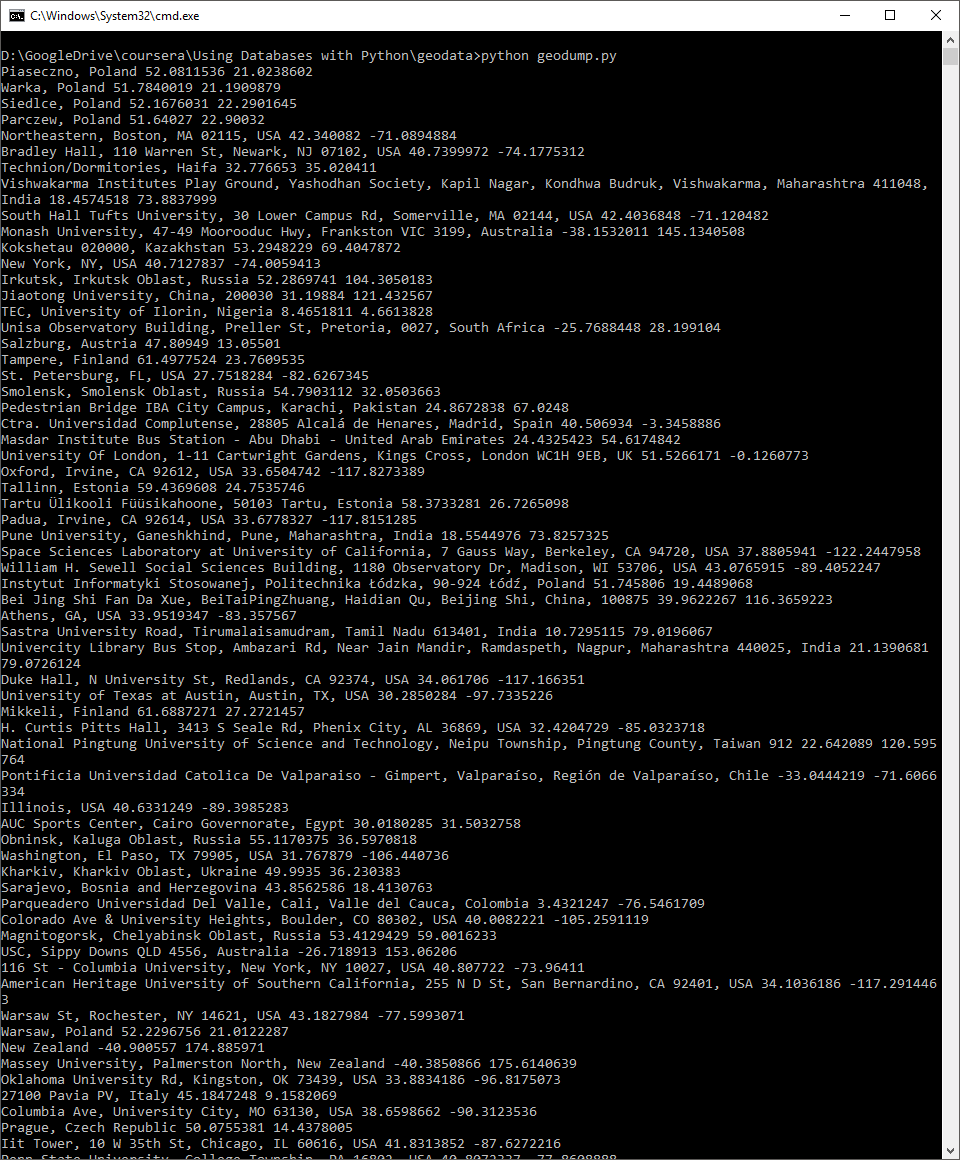 C:\Windows\System32\cmd.exe
D:\GoogleDrive\coursera\Using Databases with Python\geodata>python geodump.py
Piaseczno, Poland 52.0811536 21.0238602
Warka, Poland 51.7840019 21.1909879
Siedlce, Poland 52.1676031 22.2901645
Parczew, Poland 51.64027 22.90032
Northeastern, Boston, MA 02115, USA 42.340082 -71.0894884
Bradley Hall, 110 Warren St, Newark, NJ 07102, USA 40.7399972 -74.1775312
Technion/Dormitories, Haifa 32.776653 35.020411
Vishwakarma Institutes Play Ground, Yashodhan Society, Kapil Nagar, Kondhwa Budruk, Vishwakarma, Maharashtra 411048,
India 18.4574518 73.8837999
South Hall Tufts University, 30 Lower Campus Rd, Somerville, MA 02144, USA 42.4036848 -71.120482
Monash University, 47-49 Moorooduc Hwy, Frankston VIC 3199, Australia -38.1532011 145.1340508
Kokshetau 020000, Kazakhstan 53.2948229 69.4047872
New York, NY, USA 40.7127837 -74.0059413
Irkutsk, Irkutsk Oblast, Russia 52.2869741 104.3050183
Jiaotong University, China, 200030 31.19884 121.432567
TEC, University of Ilorin, Nigeria 8.4651811 4.6613828
Unisa Observatory Building, Preller St, Pretoria, 0027, South Africa -25.7688448 28.199104
Salzburg, Austria 47.80949 13.05501
Tampere, Finland 61.4977524 23.7609535
St. Petersburg, FL, USA 27.7518284 -82.6267345
Smolensk, Smolensk Oblast, Russia 54.7903112 32.0503663
Pedestrian Bridge IBA City Campus, Karachi, Pakistan 24.8672838 67.0248
Ctra. Universidad Complutense, 28805 Alcalá de Henares, Madrid, Spain 40.506934 -3.3458886
Masdar Institute Bus Station - Abu Dhabi - United Arab Emirates 24.4325423 54.6174842
University Of London, 1-11 Cartwright Gardens, Kings Cross, London WC1H 9EB, UK 51.5266171 -0.1260773
Oxford, Irvine, CA 92612, USA 33.6504742 -117.8273389
Tallinn, Estonia 59.4369608 24.7535746
Tartu Ülikooli Füüsikahoone, 50103 Tartu, Estonia 58.3733281 26.7265098
Padua, Irvine, CA 92614, USA 33.6778327 -117.8151285
Pune University, Ganeshkhind, Pune, Maharashtra, India 18.5544976 73.8257325
Space Sciences Laboratory at University of California, 7 Gauss Way, Berkeley, CA 94720, USA 37.8805941 -122.2447958
William H. Sewell Social Sciences Building, 1180 Observatory Dr, Madison, WI 53706, USA 43.0765915 -89.4052247
Instytut Informatyki Stosowanej, Politechnika Łódzka, 90-924 Łódź, Poland 51.745806 19.4489068
Bei Jing Shi Fan Da Xue, BeiTaiPingZhuang, Haidian Qu, Beijing Shi, China, 100875 39.9622267 116.3659223
Athens, GA, USA 33.9519347 -83.357567
Sastra University Road, Tirumalaisamudram, Tamil Nadu 613401, India 10.7295115 79.0196067
Univercity Library Bus Stop, Ambazari Rd, Near Jain Mandir, Ramdaspeth, Nagpur, Maharashtra 440025, India 21.1390681
79.0726124
Duke Hall, N University St, Redlands, CA 92374, USA 34.061706 -117.166351
University of Texas at Austin, Austin, TX, USA 30.2850284 -97.7335226
Mikkeli, Finland 61.6887271 27.2721457
H. Curtis Pitts Hall, 3413 S Seale Rd, Phenix City, AL 36869, USA 32.4204729 -85.0323718
National Pingtung University of Science and Technology, Neipu Township, Pingtung County, Taiwan 912 22.642089 120.595
764
Pontificia Universidad Catolica De Valparaiso - Gimpert, Valparaíso, Región de Valparaíso, Chile -33.0444219 -71.6066
334
Illinois, USA 40.6331249 -89.3985283
AUC Sports Center, Cairo Governorate, Egypt 30.0180285 31.5032758
Obninsk, Kaluga Oblast, Russia 55.1170375 36.5970818
Washington, El Paso, TX 79905, USA 31.767879 -106.440736
Kharkiv, Kharkiv Oblast, Ukraine 49.9935 36.230383
Sarajevo, Bosnia and Herzegovina 43.8562586 18.4130763
Parqueadero Universidad Del Valle, Cali, Valle del Cauca, Colombia 3.4321247 -76.5461709
Colorado Ave & University Heights, Boulder, CO 80302, USA 40.0082221 -105.2591119
Magnitogorsk, Chelyabinsk Oblast, Russia 53.4129429 59.0016233
USC, Sippy Downs QLD 4556, Australia -26.718913 153.06206
116 St - Columbia University, New York, NY 10027, USA 40.807722 -73.96411
American Heritage University of Southern California, 255 N D St, San Bernardino, CA 92401, USA 34.1036186 -117.291446
3
Warsaw St, Rochester, NY 14621, USA 43.1827984 -77.5993071
Warsaw, Poland 52.2296756 21.0122287
New Zealand -40.900557 174.885971
Massey University, Palmerston North, New Zealand -40.3850866 175.6140639
Oklahoma University Rd, Kingston, OK 73439, USA 33.8834186 -96.8175073
27100 Pavia PV, Italy 45.1847248 9.1582069
Columbia Ave, University City, MO 63130, USA 38.6598662 -90.3123536
Prague, Czech Republic 50.0755381 14.4378005
Iit Tower, 10 W 35th St, Chicago, IL 60616, USA 41.8313852 -87.6272216
Penn State University, College Township, PA 16802, USA 40.8072337 -77.8608888